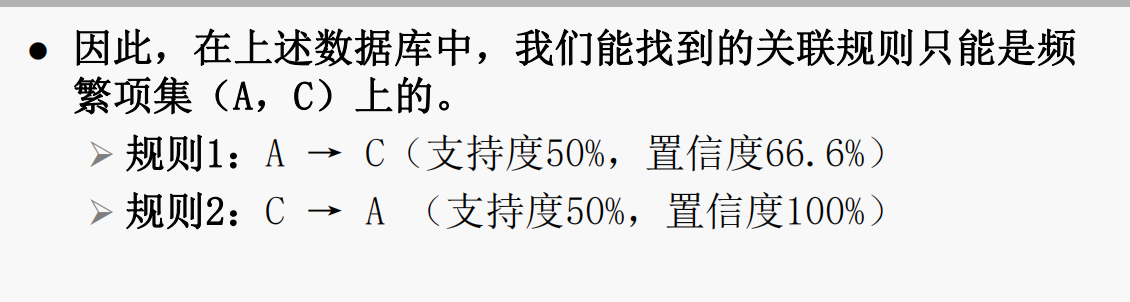 ● 因此，在上述数据库中，我们能找到的关联规则只能是频
繁项集（A，C）上的。
➢ 规则1：A → C（支持度50%，置信度66.6%）
➢ 规则2：C → A （支持度50%，置信度100%）